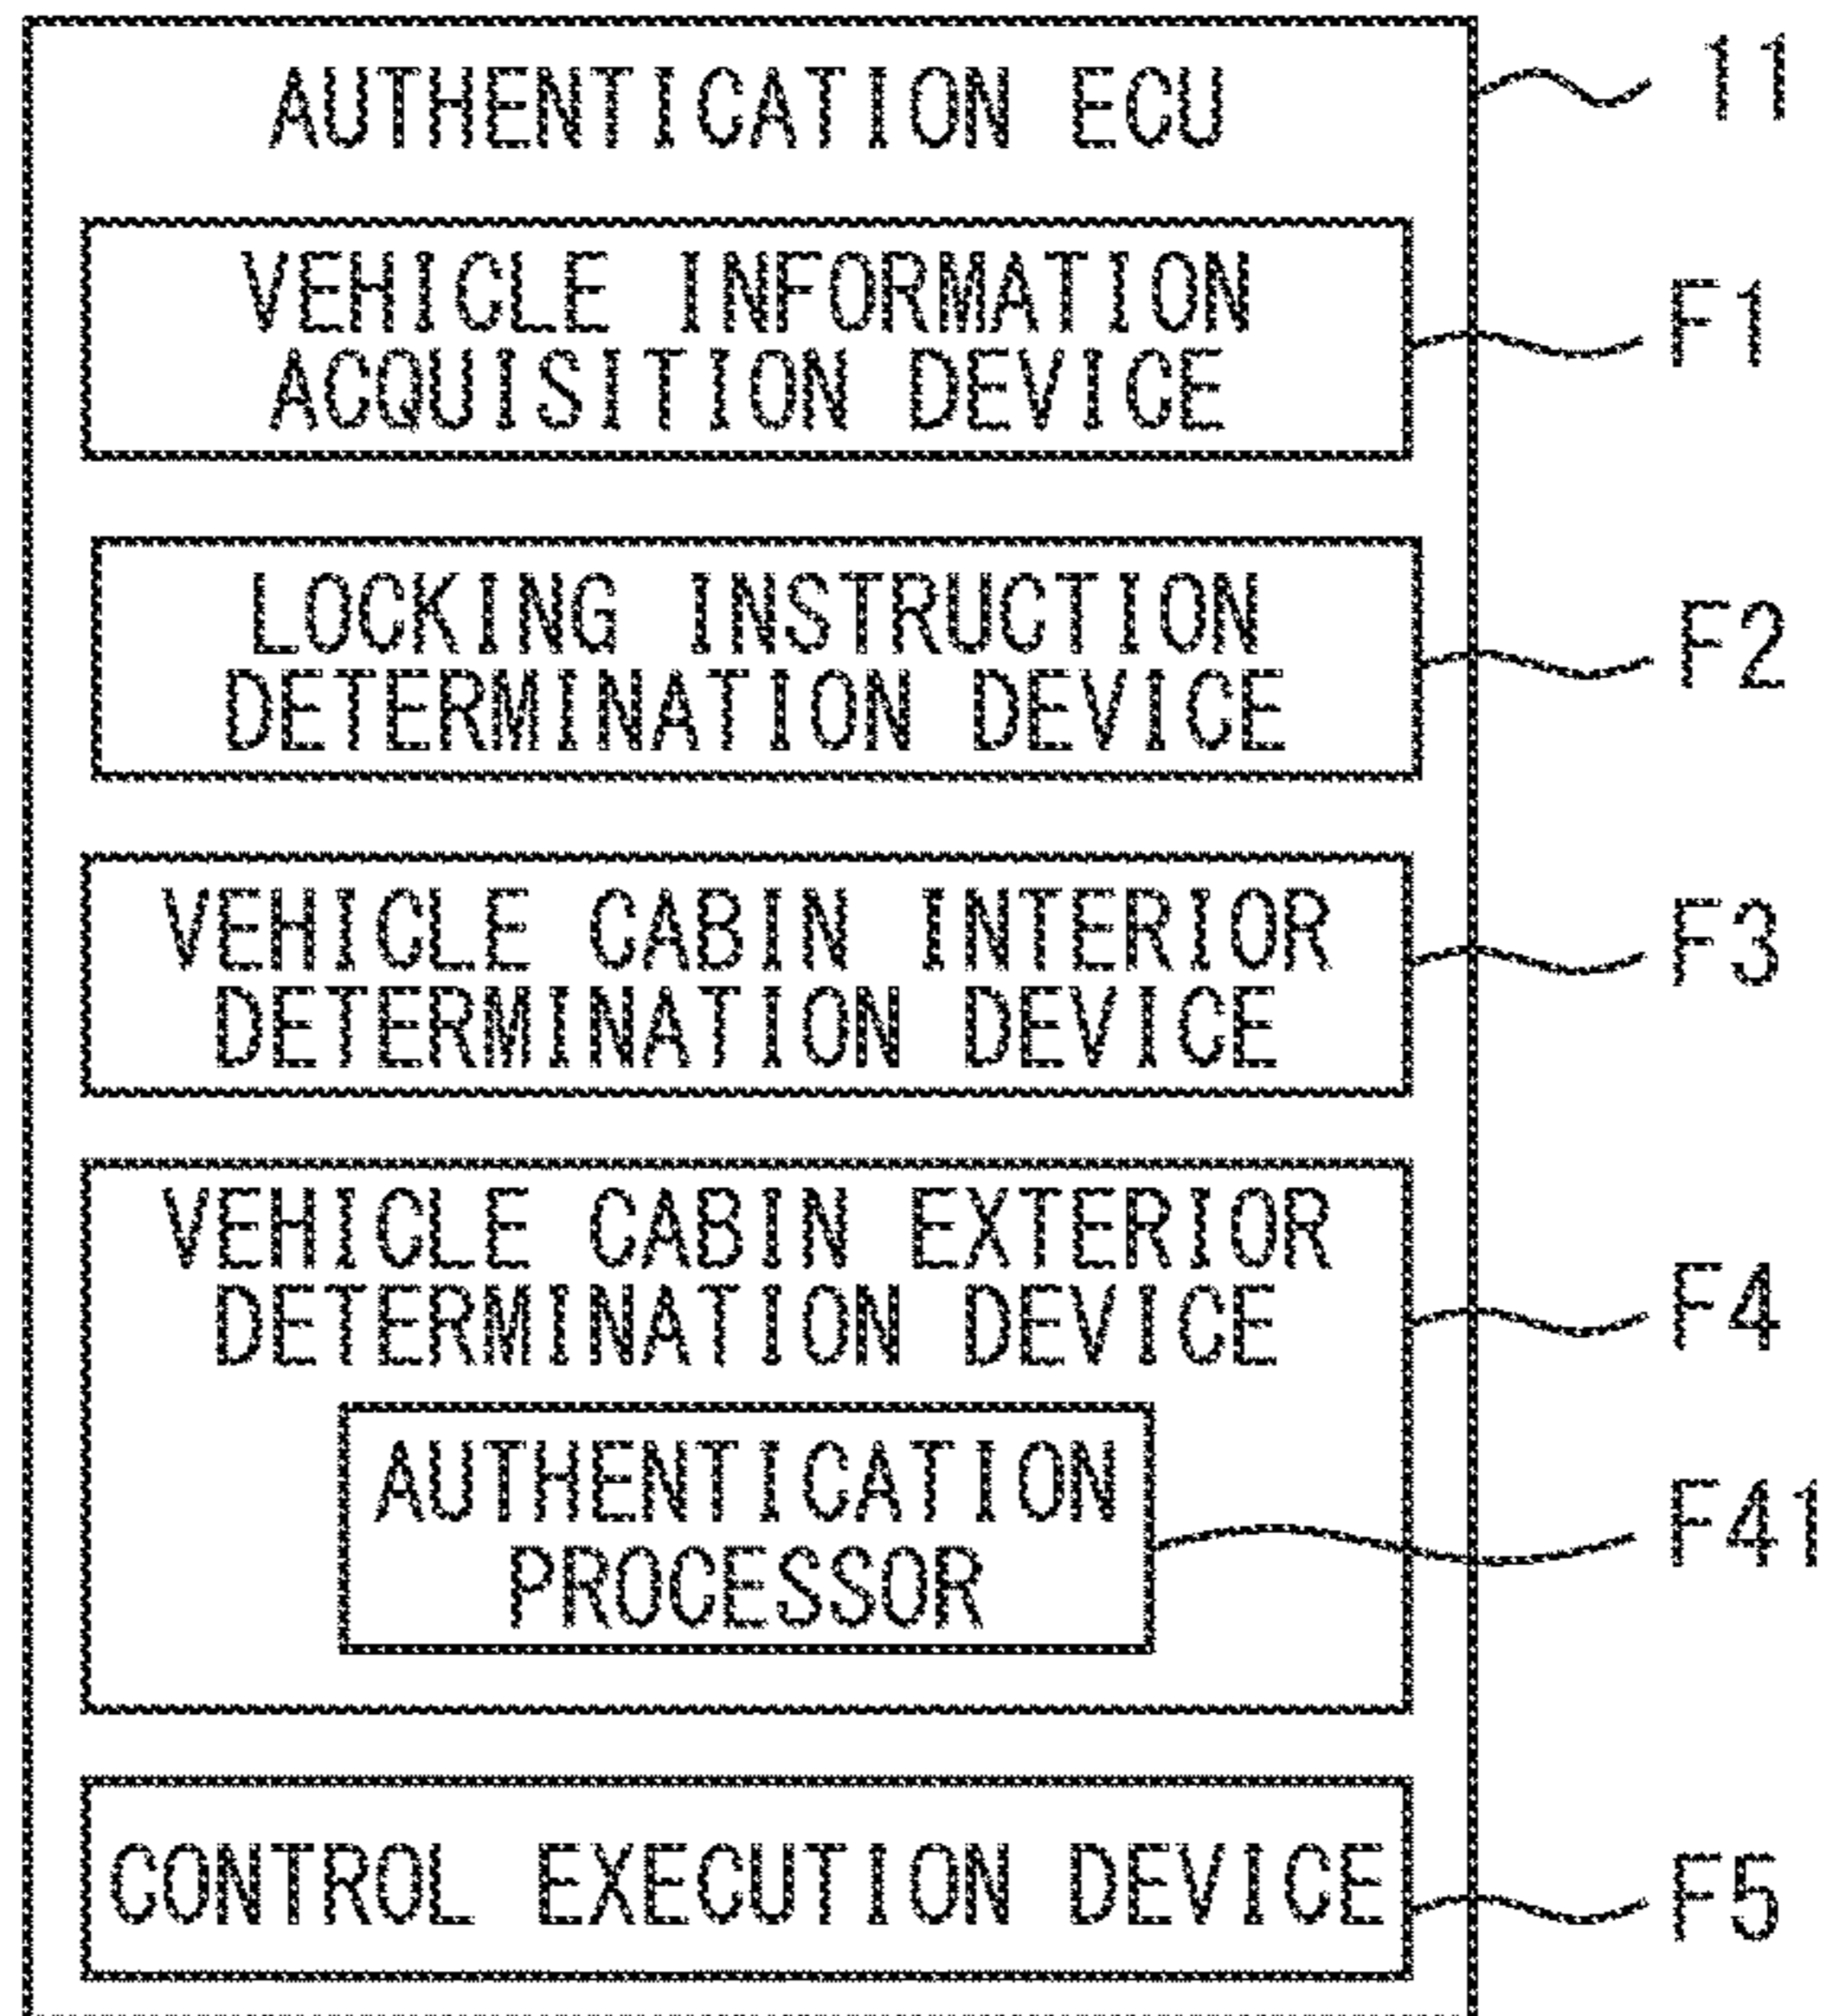 AUTHENTICATION ECU
11
VEHICLE INFORMATION
ACQUISITION DEVICE
F1
LOCKING INSTRUCTION
DETERMINATION DEVICE
F2
VEHICLE CABIN INTERIOR
DETERMINATION DEVICE
F3
VEHICLE CABIN EXTERIOR
DETERMINATION DEVICE
F4
AUTHENTICATION
PROCESSOR
F41
CONTROL EXECUTION DEVICE
F5